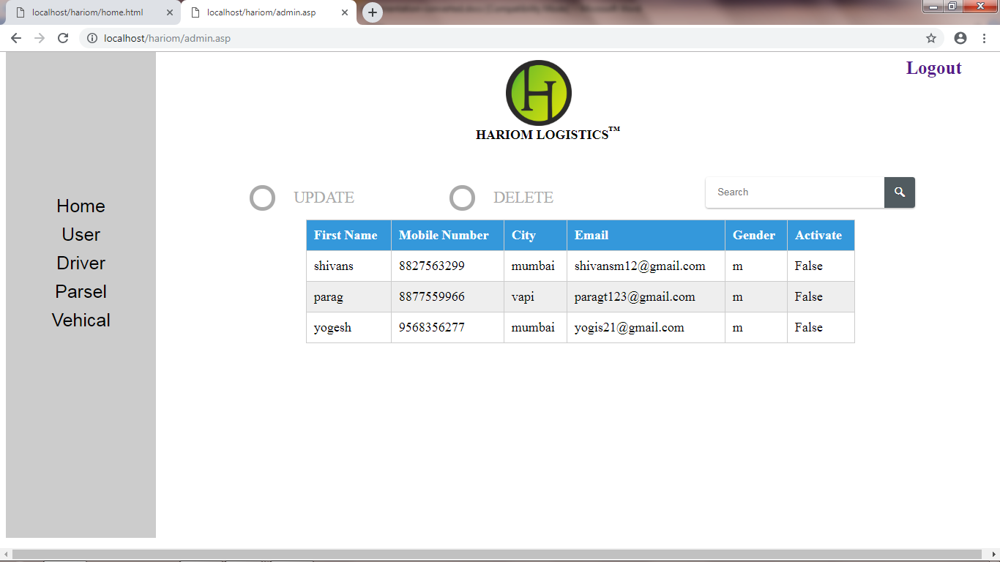 localhost/hariom/home.html
localhost/hariom/admin.asp
localhost/hariom/admin.asp
Logout
H
HARIOM LOGISTICS™
Home
User
Driver
Parsel
Vehical
UPDATE DELETE Search
First Name Mobile Number City Email Gender Activate
shivans 8827563299 mumbai shivansm12@gmail.com m False
parag 8877559966 vapi paragt123@gmail.com m False
yogesh 9568356277 mumbai yogis21@gmail.com m False